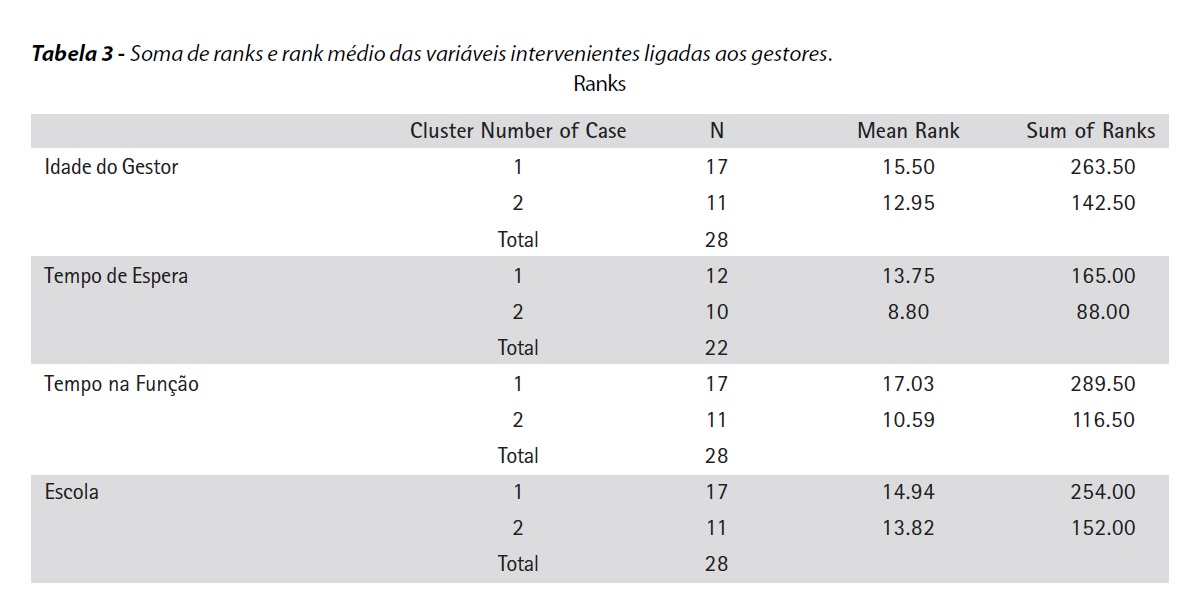 Tabela 3 - Soma de ranks e rank médio das variáveis intervenientes ligadas aos gestores.
Ranks
Cluster Number of Case N Mean Rank Sum of Ranks
Idade do Gestor 1 17 15.50 263.50
2 11 12.95 142.50
Total 28
Tempo de Espera 1 12 13.75 165.00
2 10 8.80 88.00
Total 22
Tempo na Função 1 17 17.03 289.50
2 11 10.59 116.50
Total 28
Escola 1 17 14.94 254.00
2 11 13.82 152.00
Total 28